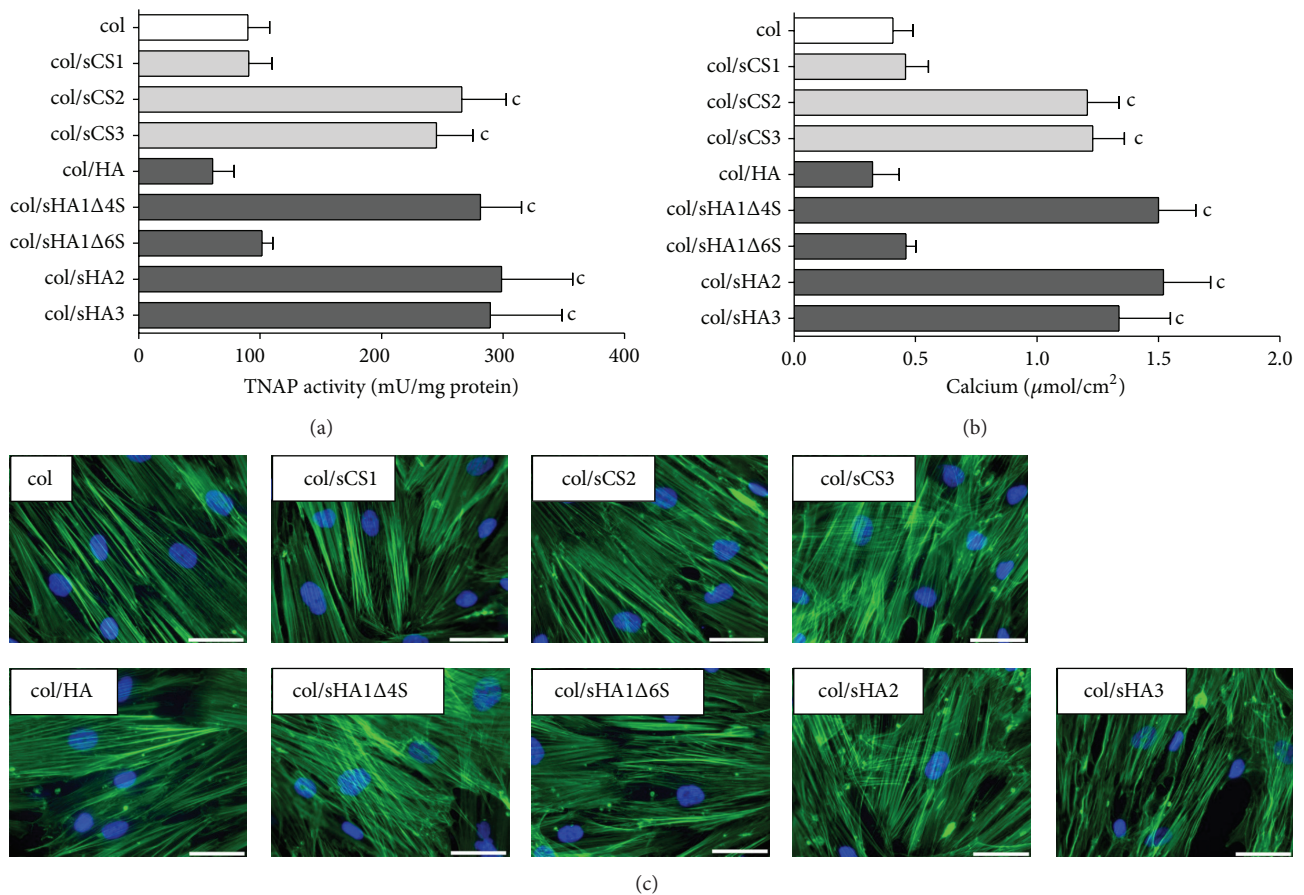 col
col/sCS1
col/sCS2
col/sCS3
col/HA
col/sHA1Δ4S
col/sHA1Δ6S
col/sHA2
col/sHA3
c
c
c
c
c
0
100
200
300
400
TNAP activity (mU/mg protein)
(a)
col
col/sCS1
col/sCS2
col/sCS3
col/HA
col/sHA1Δ4S
col/sHA1Δ6S
col/sHA2
col/sHA3
c
c
c
c
c
0.0
0.5
1.0
1.5
2.0
Calcium (μmol/cm²)
(b)
col
col/sCS1
col/sCS2
col/sCS3
col/HA
col/sHA1Δ4S
col/sHA1Δ6S
col/sHA2
col/sHA3
(c)